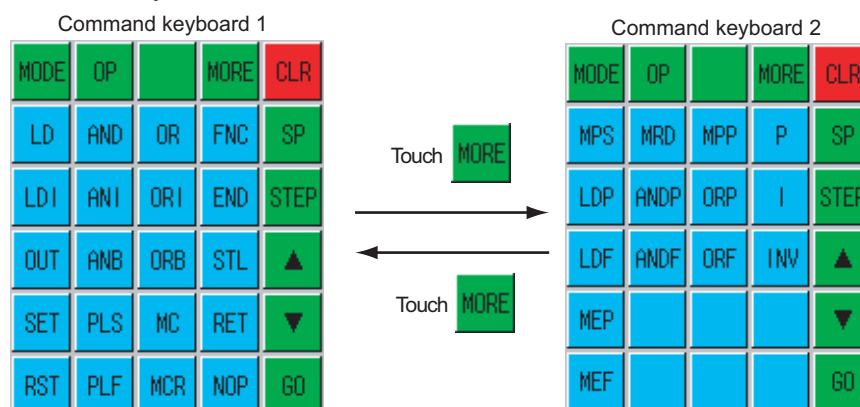 Command keyboard 1
MODE OP MORE CLR
LD AND OR FNC SP
LDI ANI ORI END STEP
OUT ANB ORB STL ▲
SET PLS MC RET ▼
RST PLF MCR NOP GO
Touch MORE
Touch MORE
Command keyboard 2
MODE OP MORE CLR
MPS MRD MPP P SP
LDP ANDP ORP I STEP
LDF ANDF ORF INV ▲
MEP ▼
MEF GO